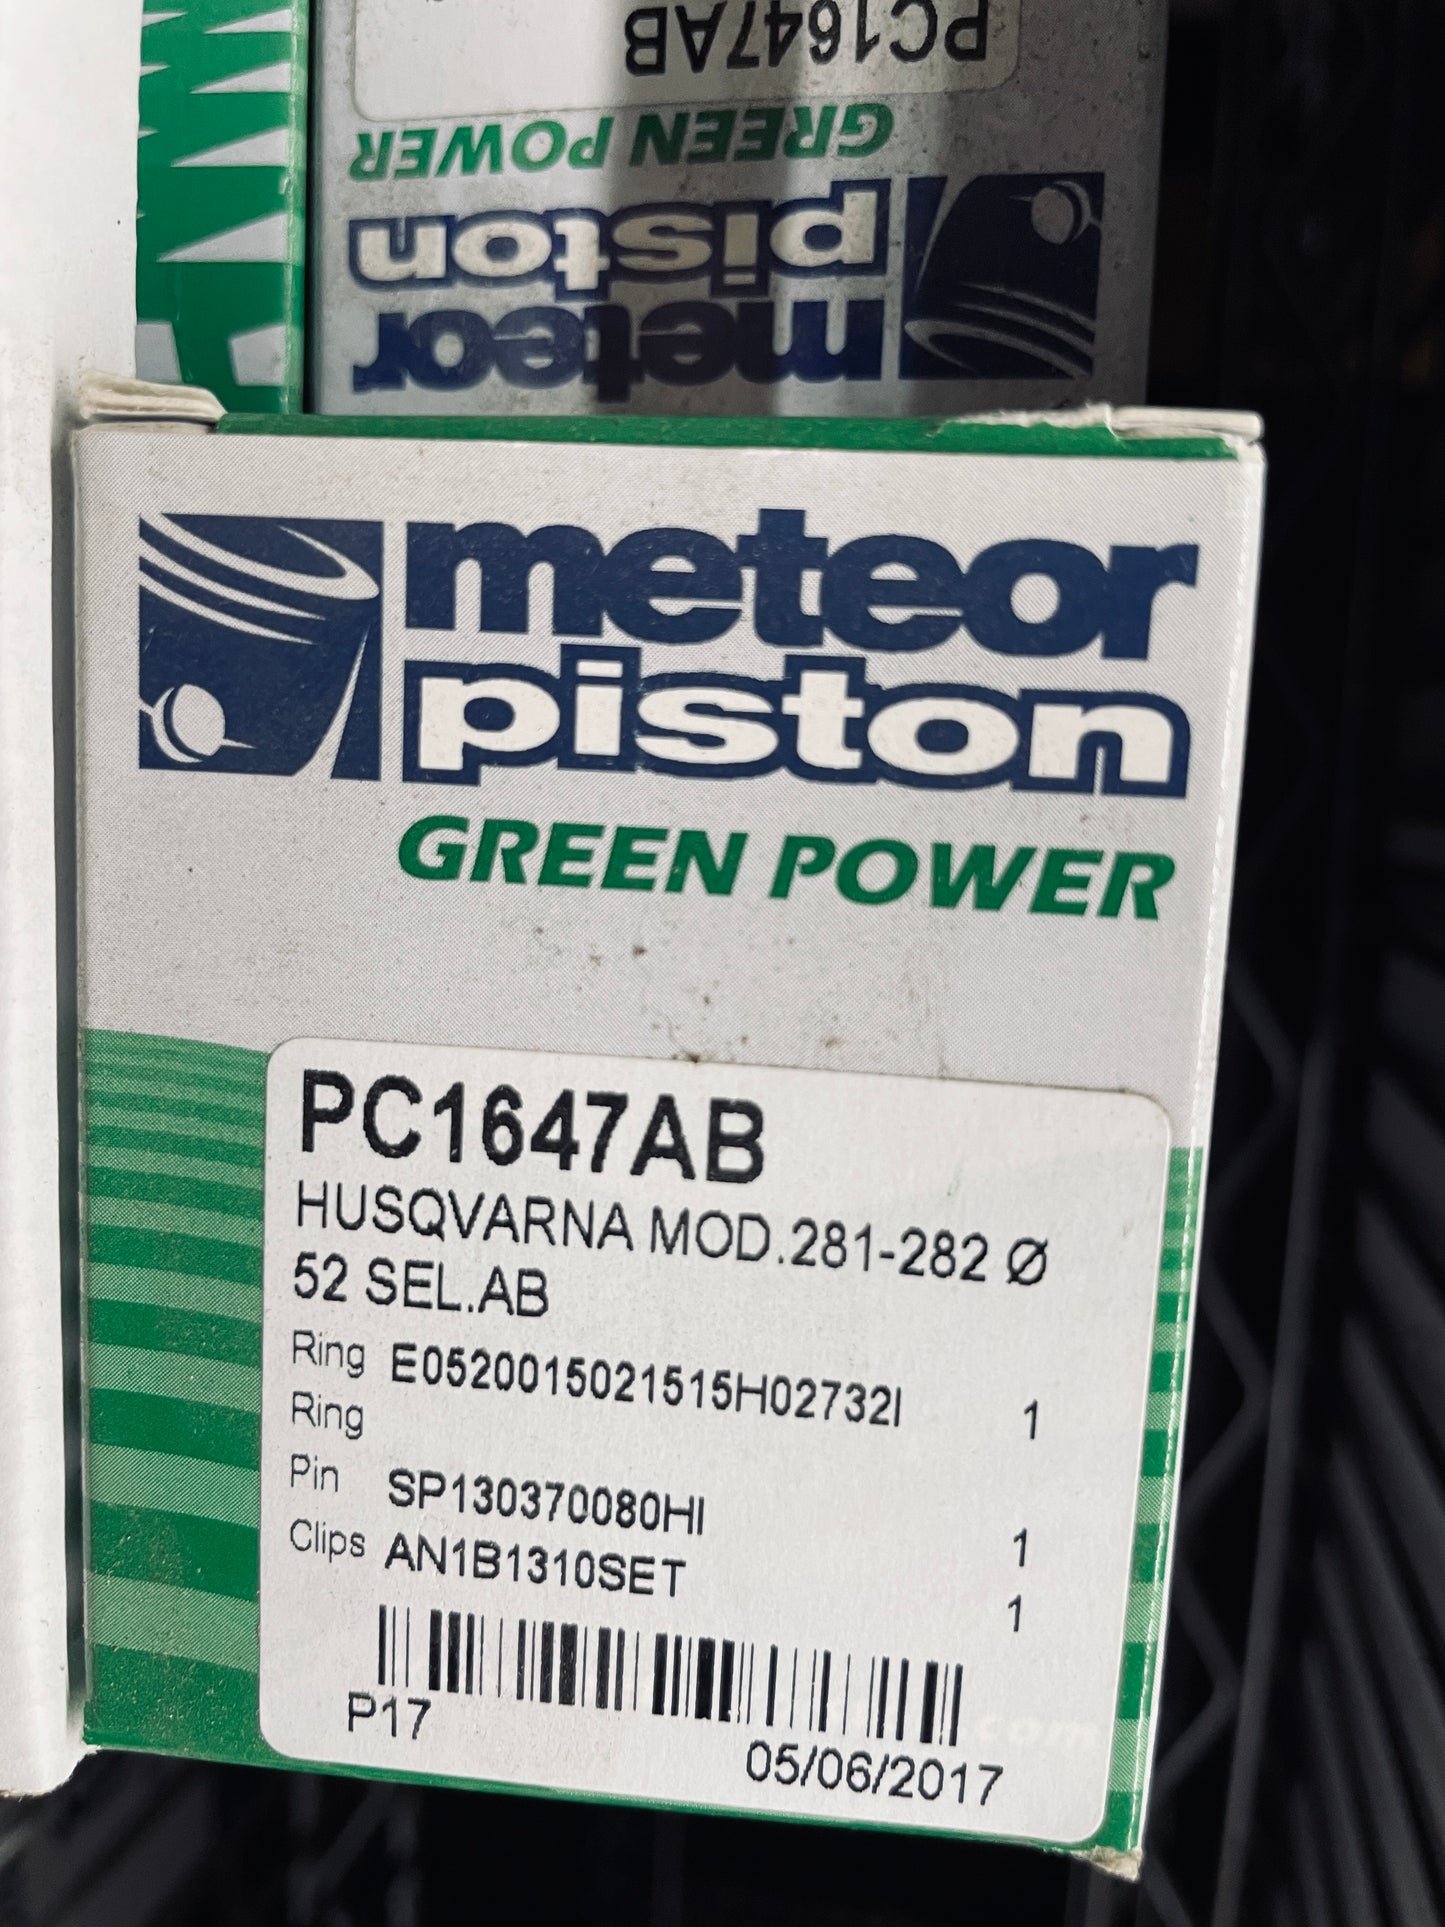 PC1647AB
GREEN POWER
piston
meteor
meteor
piston
GREEN POWER
PC1647AB
HUSQVARNA MOD.281-282 Ø
52 SEL.AB
Ring E0520015021515H02732I 1
Ring
Pin SP130370080HI 1
Clips AN1B1310SET 1
P17
05/06/2017
com